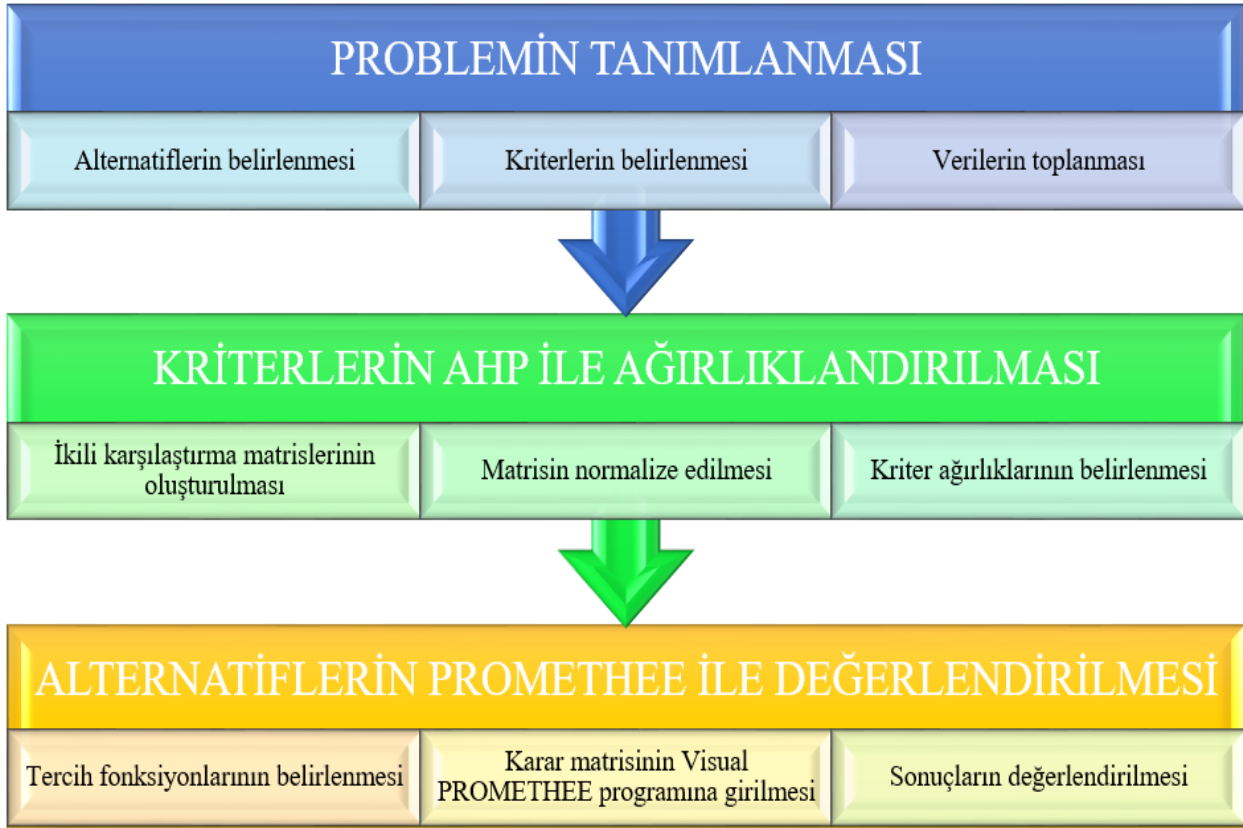 PROBLEMİN TANIMLANMASI
Alternatiflerin belirlenmesi
Kriterlerin belirlenmesi
Verilerin toplanması
KRİTERLERİN AHP İLE AĞIRLIKLANDIRILMASI
İkili karşılaştırma matrislerinin
oluşturulması
Matrisin normalize edilmesi
Kriter ağırlıklarının belirlenmesi
ALTERNATİFLERİN PROMETHEE İLE DEĞERLENDİRİLMESİ
Tercih fonksiyonlarının belirlenmesi
Karar matrisinin Visual
PROMETHEE programına girilmesi
Sonuçların değerlendirilmesi